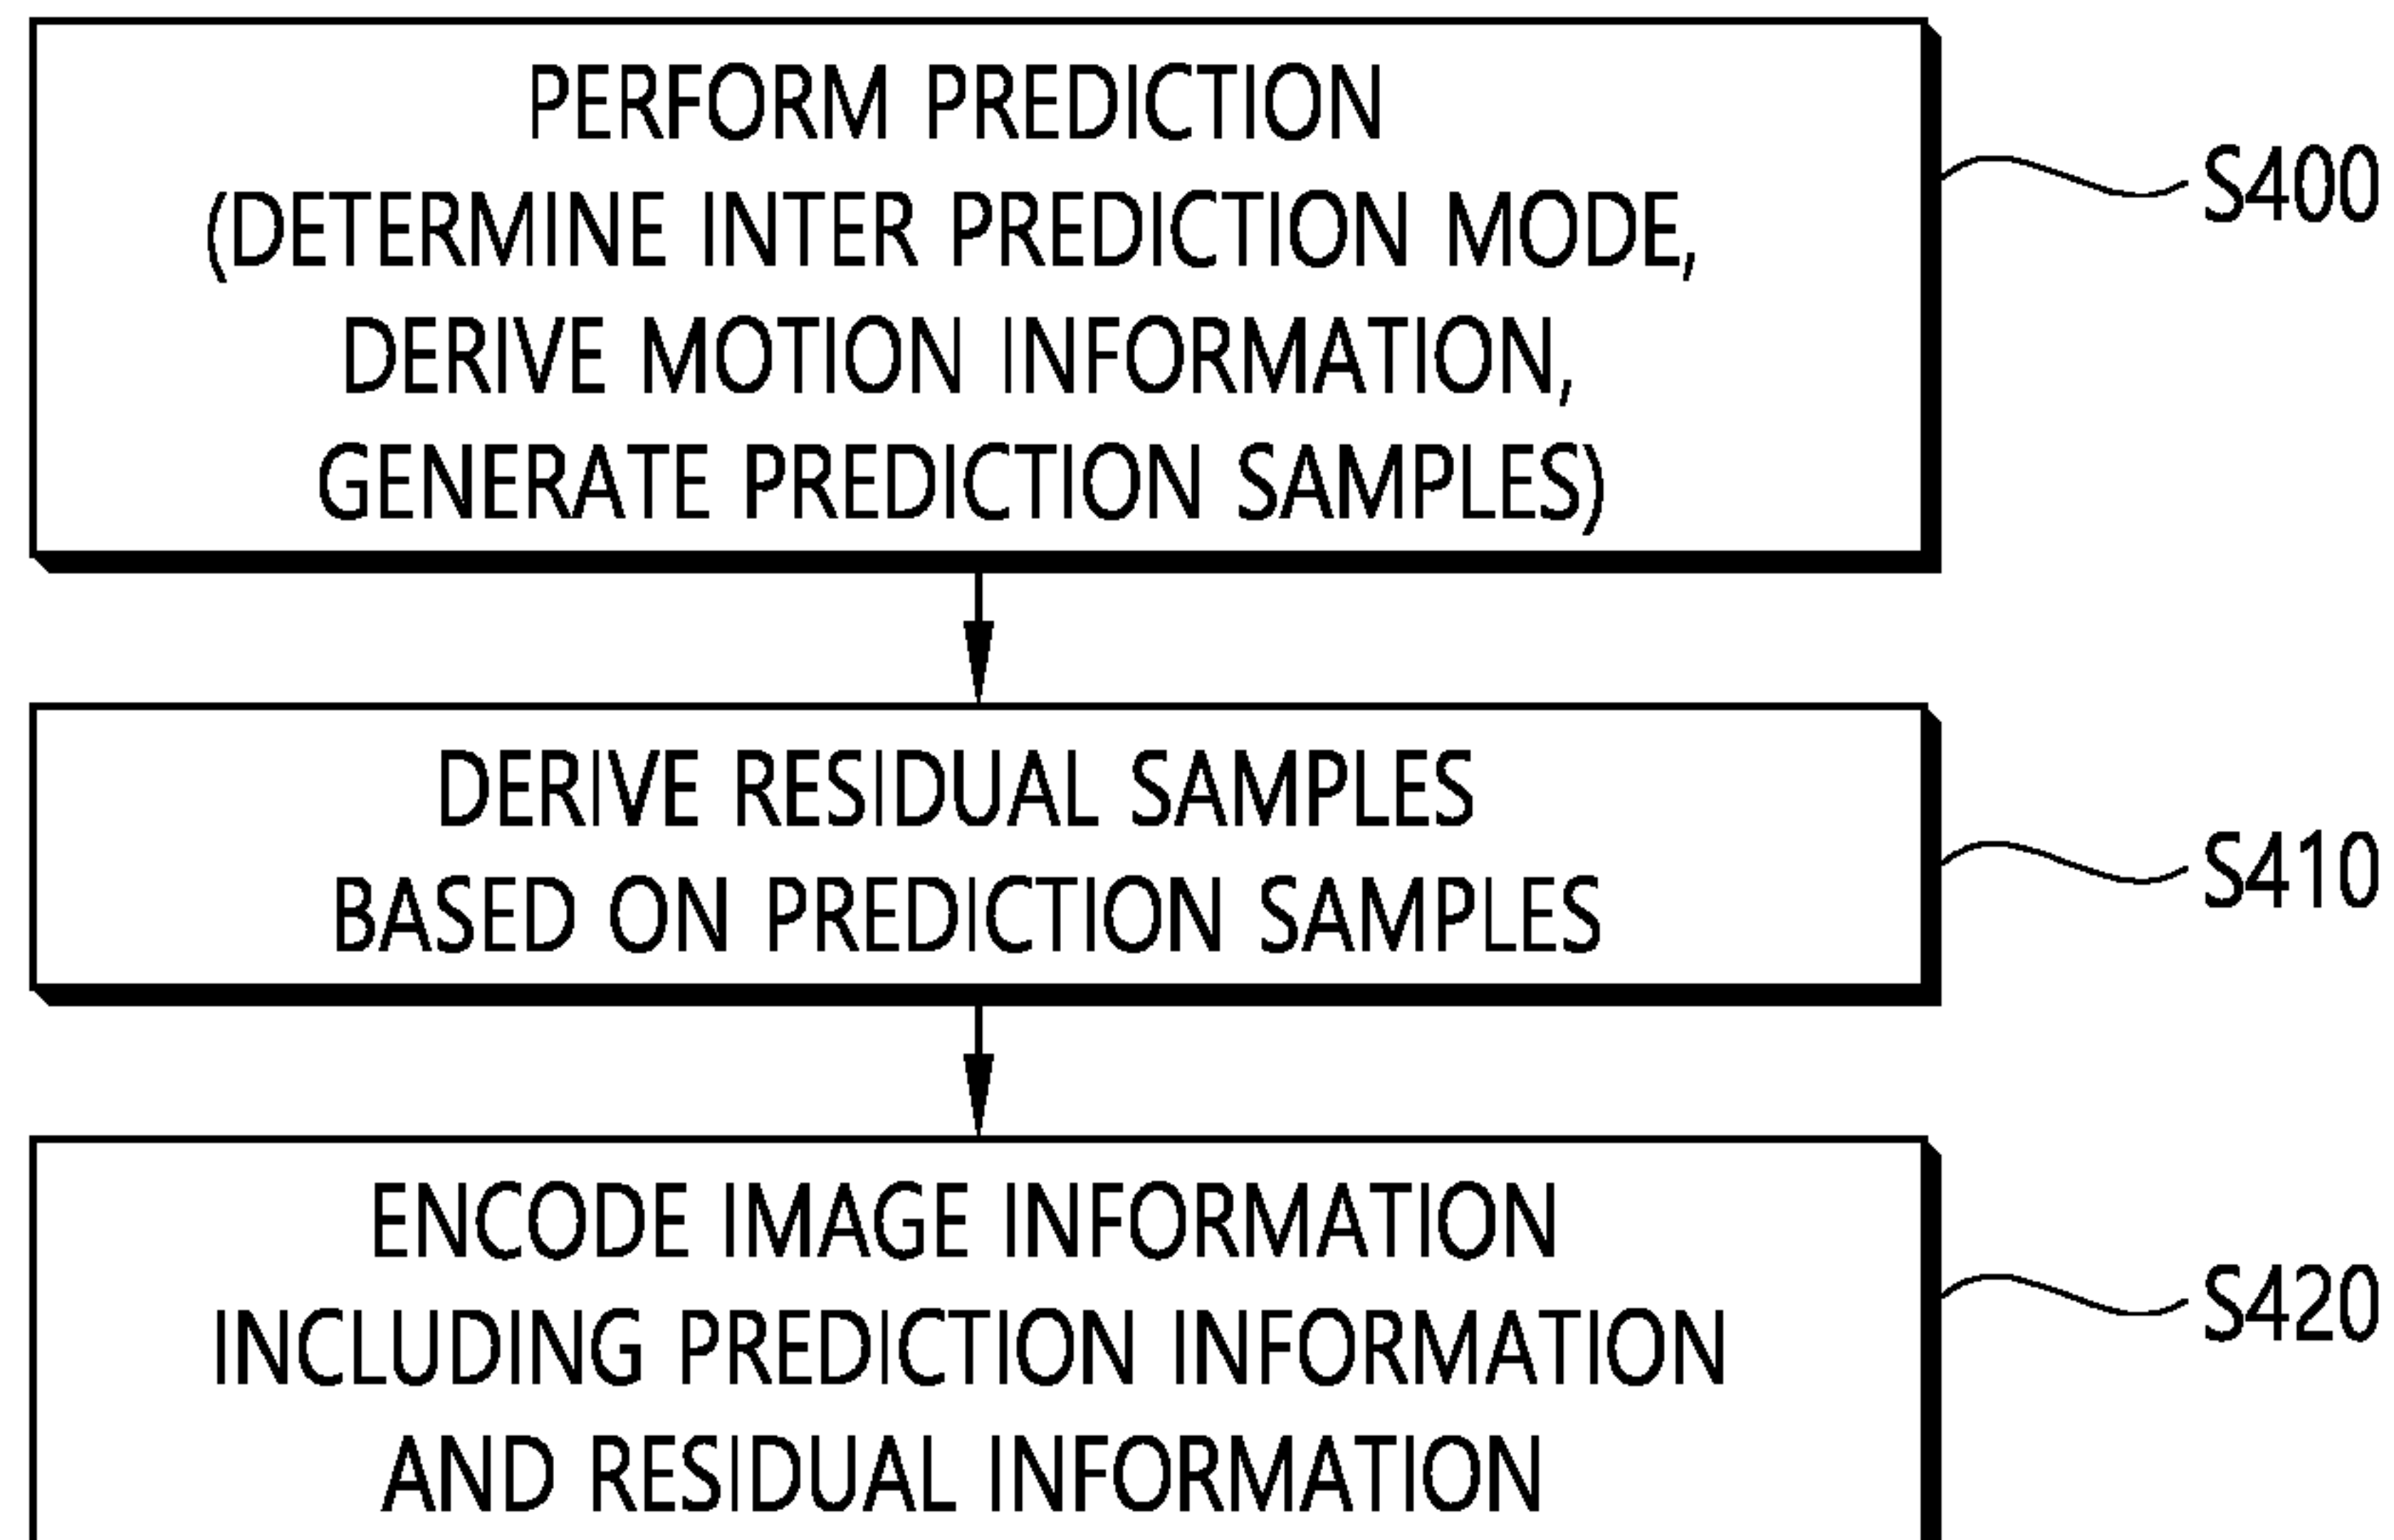 PERFORM PREDICTION
(DETERMINE INTER PREDICTION MODE,
DERIVE MOTION INFORMATION,
GENERATE PREDICTION SAMPLES)
S400
DERIVE RESIDUAL SAMPLES
BASED ON PREDICTION SAMPLES
S410
ENCODE IMAGE INFORMATION
INCLUDING PREDICTION INFORMATION
AND RESIDUAL INFORMATION
S420